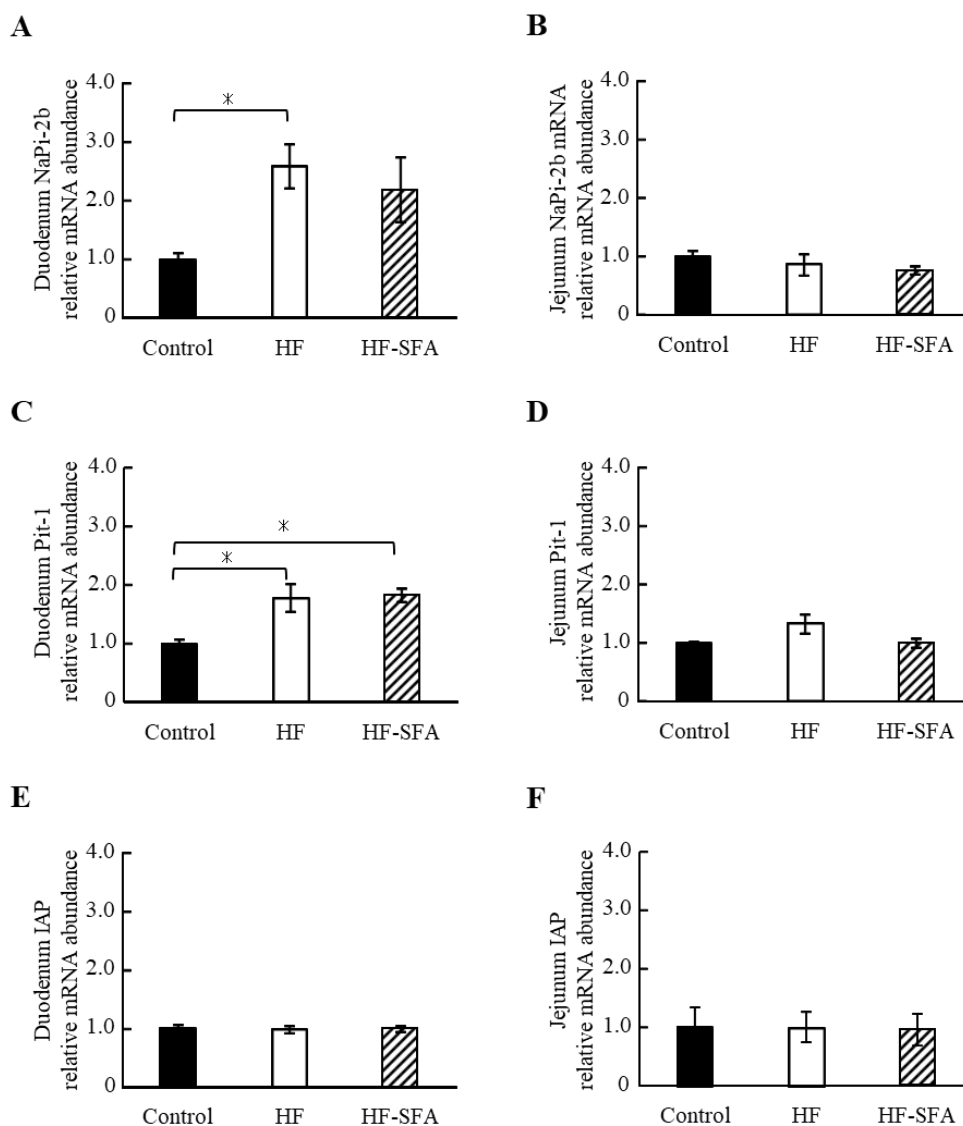 A
Duodenum NaPi-2b
relative mRNA abundance
4.0
3.0
2.0
1.0
0
*
Control HF HF-SFA
B
Jejunum NaPi-2b mRNA
relative mRNA abundance
4.0
3.0
2.0
1.0
0
Control HF HF-SFA
C
Duodenum Pit-1
relative mRNA abundance
4.0
3.0
2.0
1.0
0
*
*
Control HF HF-SFA
D
Jejunum Pit-1
relative mRNA abundance
4.0
3.0
2.0
1.0
0
Control HF HF-SFA
E
Duodenum IAP
relative mRNA abundance
4.0
3.0
2.0
1.0
0
Control HF HF-SFA
F
Jejunum IAP
relative mRNA abundance
4.0
3.0
2.0
1.0
0
Control HF HF-SFA